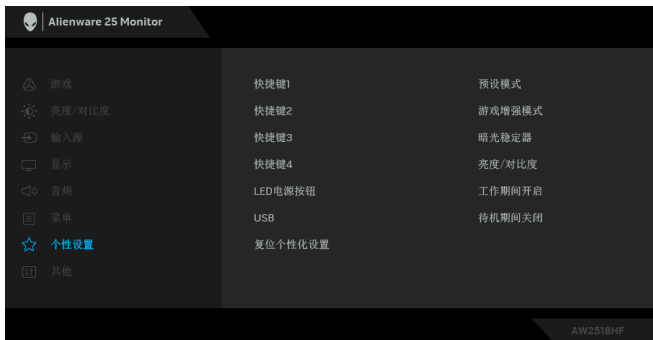 Alienware 25 Monitor
游戏
快捷键1 预设模式
亮度/对比度
快捷键2 游戏增强模式
输入源
快捷键3 暗光稳定器
显示
快捷键4 亮度/对比度
音频
LED电源按钮 工作期间开启
菜单
USB 待机期间关闭
个性设置
复位个性化设置
其他
AW2518HF